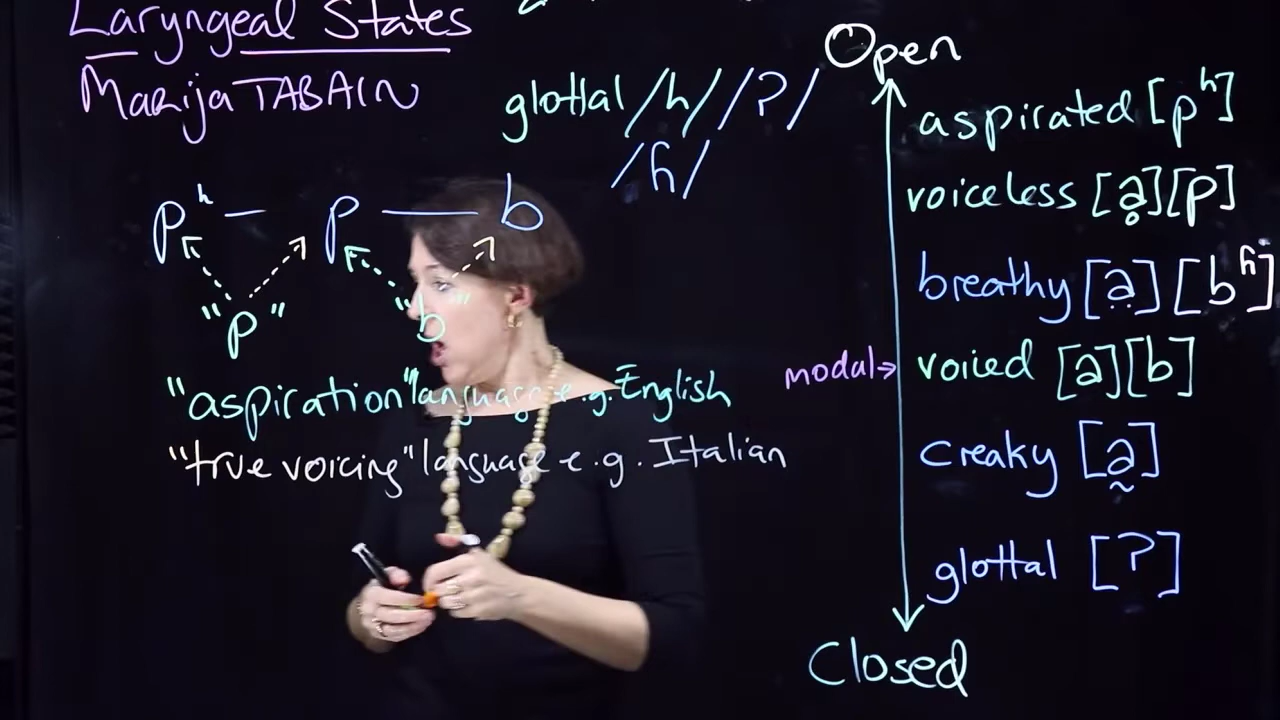 Laryngeal States
Marija TABAIN
glottal /h/ /ʔ/
/ɦ/
pʰ — p — b
"p" "b"
"aspiration" language e.g. English
"true voicing" language e.g. Italian
Open
aspirated [pʰ]
voiceless [ḁ][p]
breathy [a̤][bʱ]
modal→ voiced [a][b]
creaky [a̰]
glottal [ʔ]
Closed